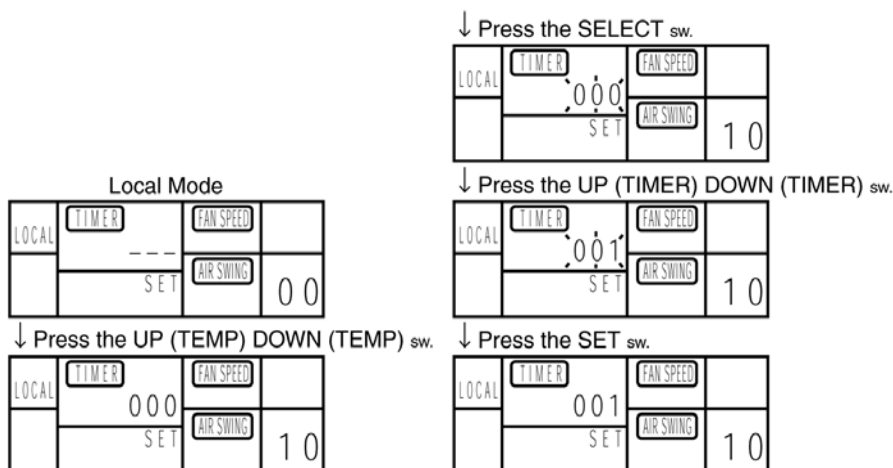 Local Mode
LOCAL
TIMER
---
SET
FAN SPEED
AIR SWING
00
↓ Press the UP (TEMP) DOWN (TEMP) sw.
LOCAL
TIMER
000
SET
FAN SPEED
AIR SWING
10
↓ Press the SELECT sw.
LOCAL
TIMER
000
SET
FAN SPEED
AIR SWING
10
↓ Press the UP (TIMER) DOWN (TIMER) sw.
LOCAL
TIMER
001
SET
FAN SPEED
AIR SWING
10
↓ Press the SET sw.
LOCAL
TIMER
001
SET
FAN SPEED
AIR SWING
10